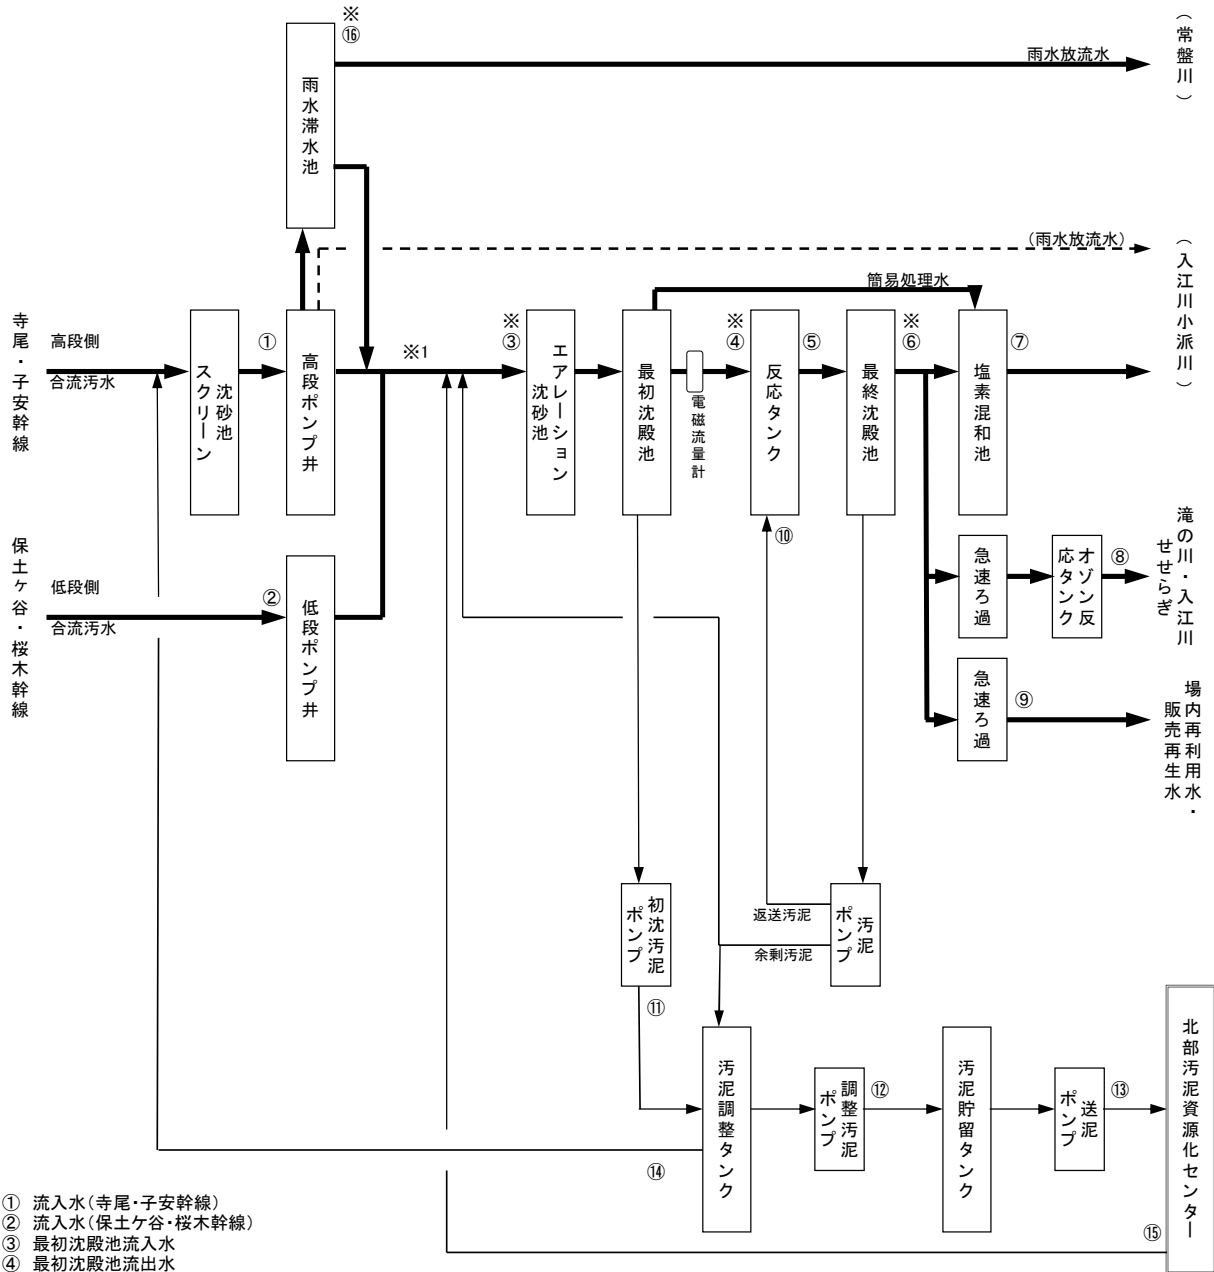 ※
⑯
雨水滞水池
雨水放流水
（常盤川）
(雨水放流水)
（入江川小派川）
簡易処理水
寺尾・子安幹線
高段側
合流汚水
沈砂池
スクリーン
①
高段ポンプ井
※1
※
③
エアレーション
沈砂池
最初沈殿池
電磁流量計
※
④
反応タンク
⑤
最終沈殿池
※
⑥
塩素混和池
⑦
⑩
保土ヶ谷・桜木幹線
低段側
合流汚水
②
低段ポンプ井
急速ろ過
オゾン反
応タンク
⑧
滝の川・入江川
せせらぎ
急速ろ過
⑨
場内再利用水・
販売再生水
初沈汚泥
ポンプ
返送汚泥
余剰汚泥
汚泥
ポンプ
⑪
汚泥調整タンク
調整汚泥
ポンプ
⑫
汚泥貯留タンク
送泥
ポンプ
⑬
北部汚泥資源化センター
⑭
⑮
① 流入水(寺尾・子安幹線)
② 流入水(保土ケ谷・桜木幹線)
③ 最初沈殿池流入水
④ 最初沈殿池流出水